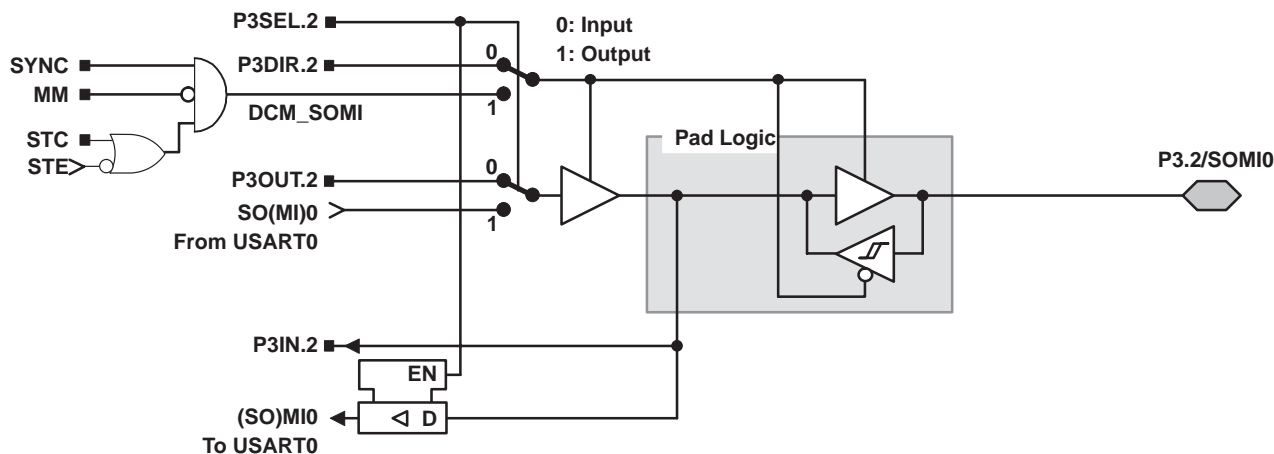 P3SEL.2
0: Input
1: Output
SYNC
P3DIR.2
0
MM
1
DCM_SOMI
STC
STE
Pad Logic
P3.2/SOMI0
P3OUT.2
0
SO(MI)0
1
From USART0
P3IN.2
EN
(SO)MI0
D
To USART0